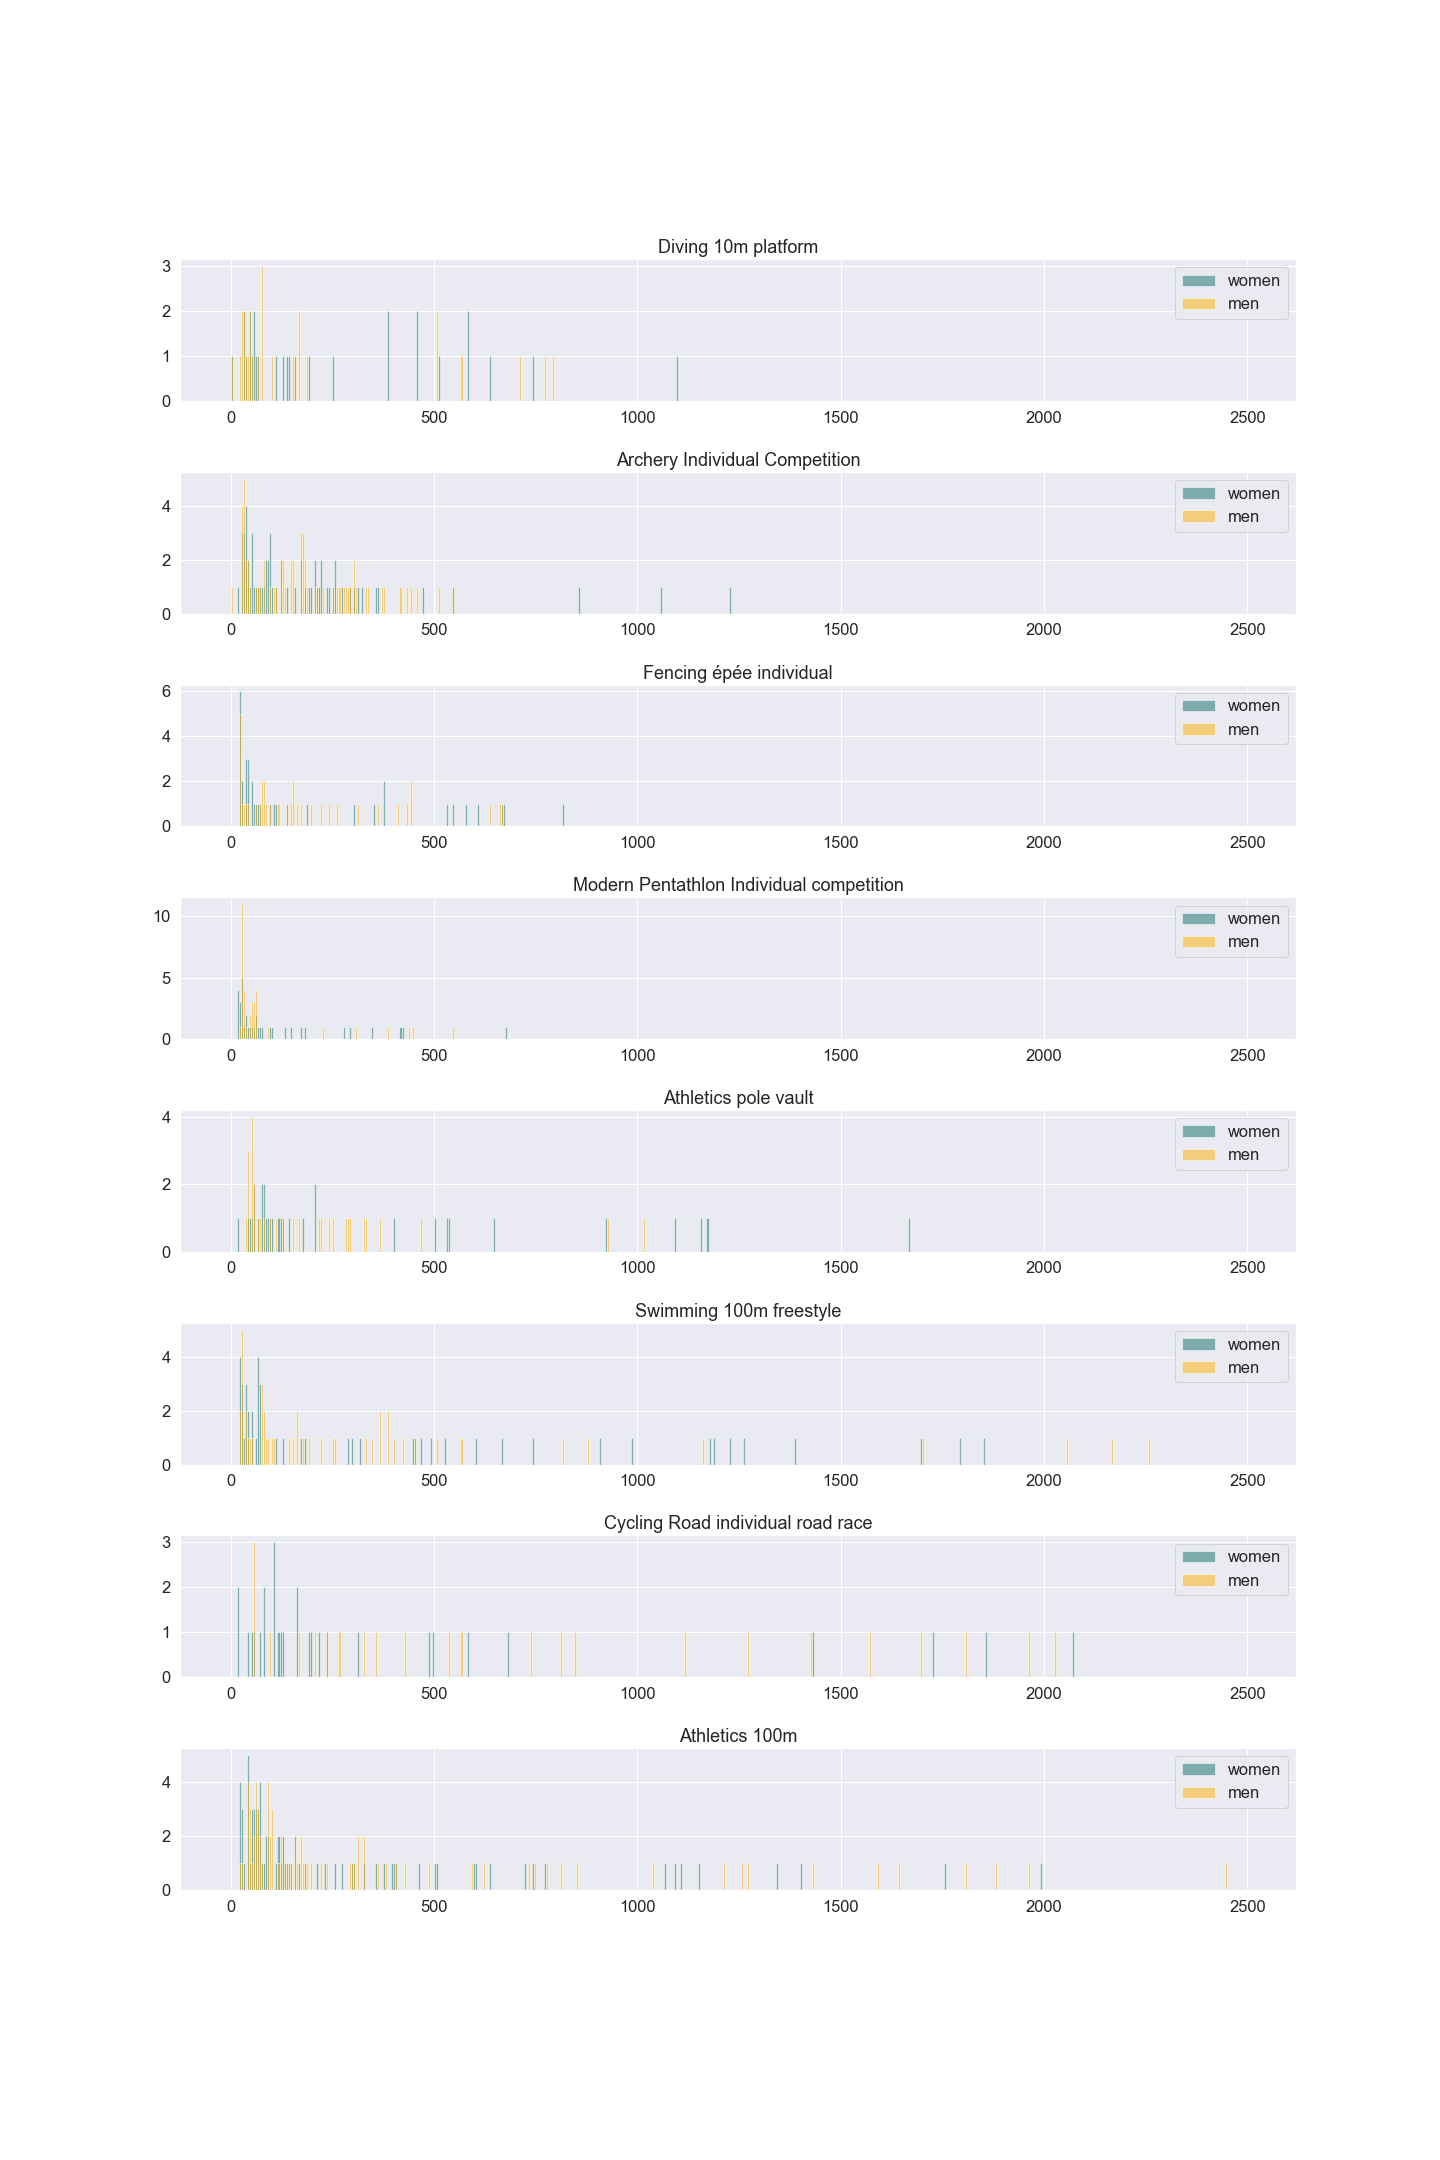 Diving 10m platform
3
2
1
0
women
men
0 500 1000 1500 2000 2500
Archery Individual Competition
4
2
0
women
men
0 500 1000 1500 2000 2500
Fencing épée individual
6
4
2
0
women
men
0 500 1000 1500 2000 2500
Modern Pentathlon Individual competition
10
5
0
women
men
0 500 1000 1500 2000 2500
Athletics pole vault
4
2
0
women
men
0 500 1000 1500 2000 2500
Swimming 100m freestyle
4
2
0
women
men
0 500 1000 1500 2000 2500
Cycling Road individual road race
3
2
1
0
women
men
0 500 1000 1500 2000 2500
Athletics 100m
4
2
0
women
men
0 500 1000 1500 2000 2500